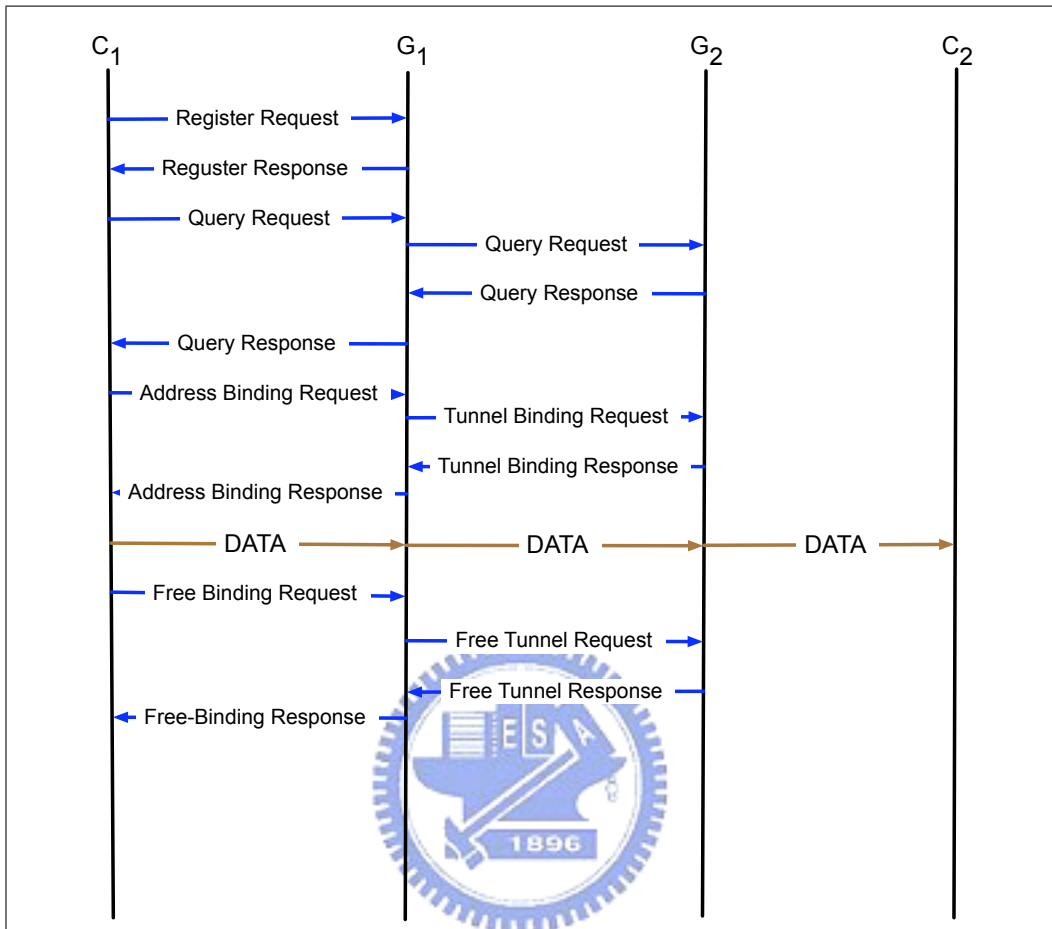 C1 G1 G2 C2
Register Request
Reguster Response
Query Request
Query Request
Query Response
Query Response
Address Binding Request
Tunnel Binding Request
Tunnel Binding Response
Address Binding Response
DATA DATA DATA
Free Binding Request
Free Tunnel Request
Free Tunnel Response
Free-Binding Response
E S A
1896